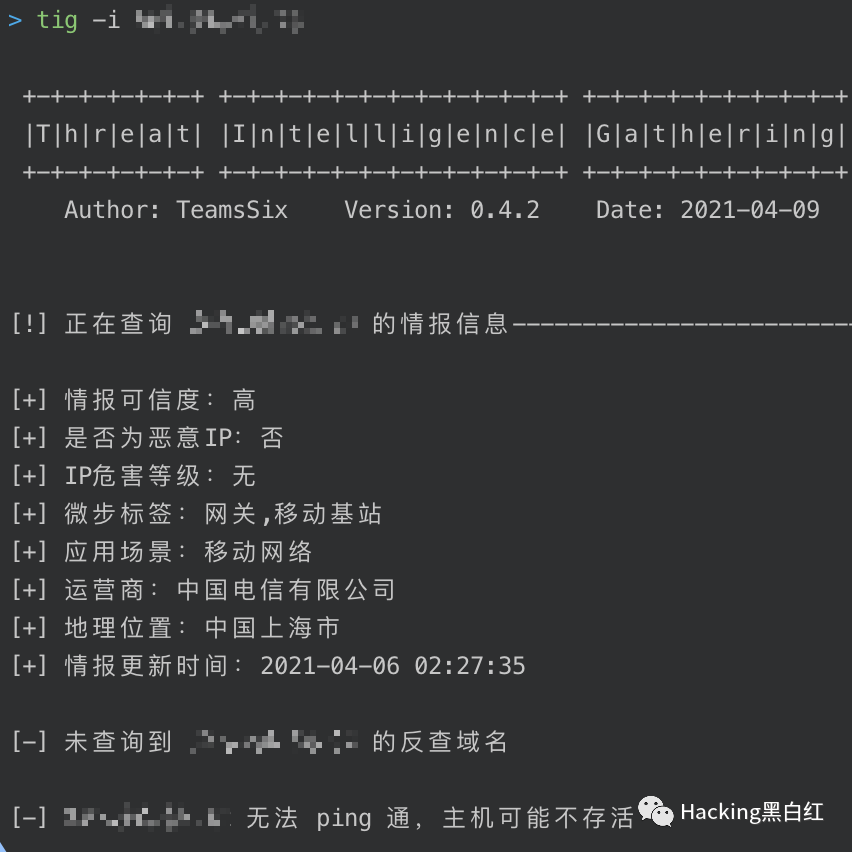 > tig -i
+-+-+-+-+-+-+ +-+-+-+-+-+-+-+-+-+-+-+-+ +-+-+-+-+-+-+-+-+-+
|T|h|r|e|a|t| |I|n|t|e|l|l|i|g|e|n|c|e| |G|a|t|h|e|r|i|n|g|
+-+-+-+-+-+-+ +-+-+-+-+-+-+-+-+-+-+-+-+ +-+-+-+-+-+-+-+-+-+
Author: TeamsSix Version: 0.4.2 Date: 2021-04-09
[!] 正在查询 的情报信息------------------------
[+] 情报可信度：高
[+] 是否为恶意IP：否
[+] IP危害等级：无
[+] 微步标签：网关,移动基站
[+] 应用场景：移动网络
[+] 运营商：中国电信有限公司
[+] 地理位置：中国上海市
[+] 情报更新时间：2021-04-06 02:27:35
[-] 未查询到 的反查域名
[-] 无法 ping 通，主机可能不存活
Hacking黑白红